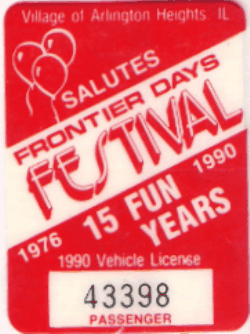 Village of Arlington Heights IL
SALUTES
FRONTIER DAYS
FESTIVAL
1976 15 FUN YEARS 1990
1990 Vehicle License
43398
PASSENGER